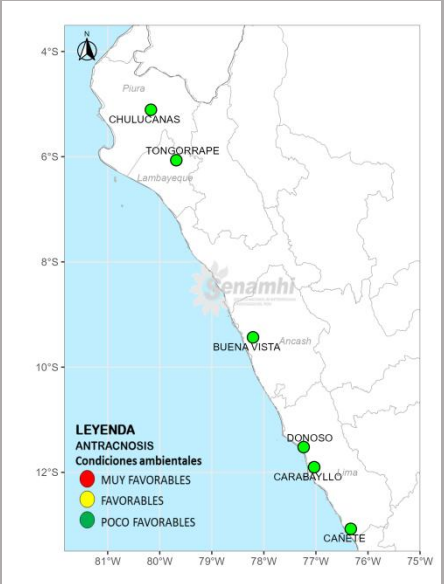 N
4°S
Piura
CHULUCANAS
TONGORRAPE
6°S
Lambayeque
8°S
Senamhi
BUENA VISTA
Ancash
10°S
LEYENDA
ANTRACNOSIS
Condiciones ambientales
MUY FAVORABLES
FAVORABLES
POCO FAVORABLES
DONOSO
12°S
CARABAYLLO
Lima
CAÑETE
81°W
79°W
77°W
78°W
76°W
75°W